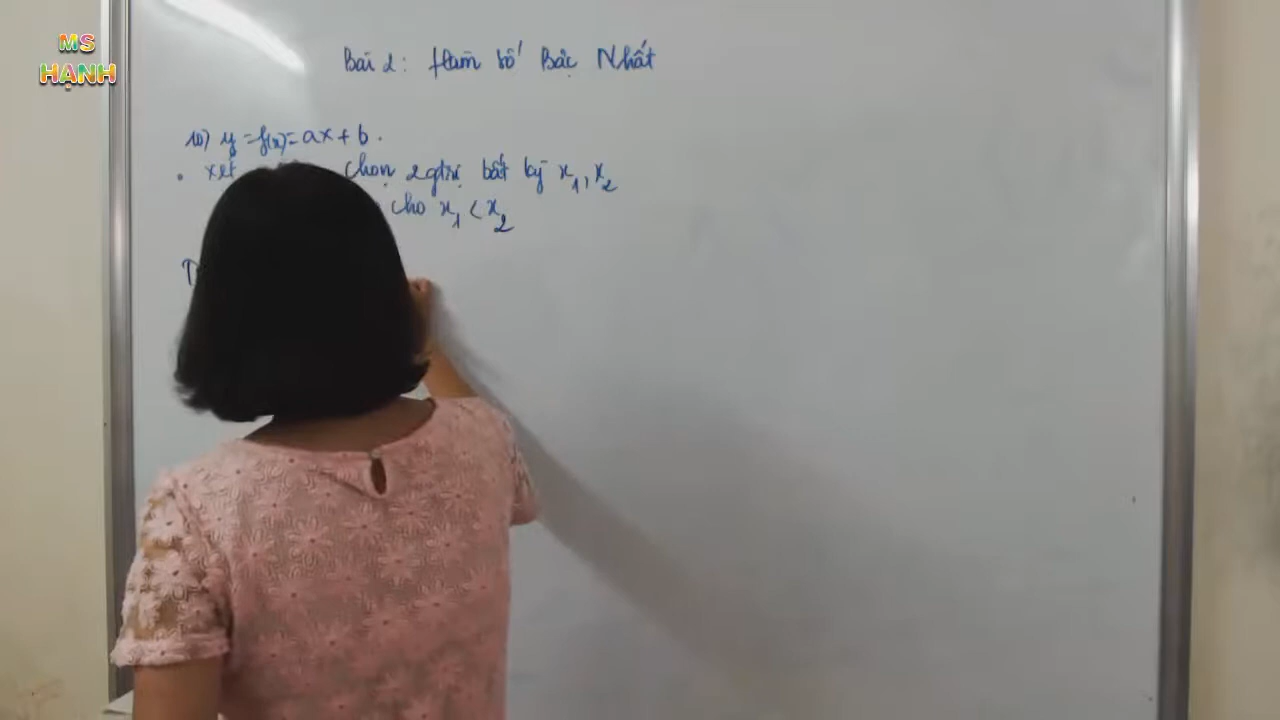 MS
HẠNH
Bài 2: Hàm số Bậc Nhất
y = f(x) = ax + b.
• xét chọn 2 gtrị bất kỳ x₁, x₂
cho x₁ < x₂